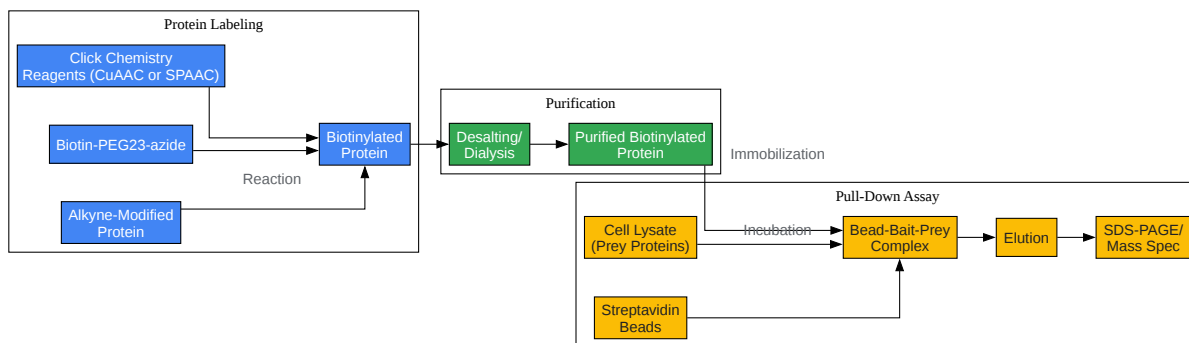 Protein Labeling
Click Chemistry
Reagents (CuAAC or SPAAC)
Biotin-PEG23-azide
Biotinylated
Protein
Reaction
Alkyne-Modified
Protein
Purification
Desalting/
Dialysis
Purified Biotinylated
Protein
Immobilization
Pull-Down Assay
Cell Lysate
(Prey Proteins)
Incubation
Bead-Bait-Prey
Complex
Elution
SDS-PAGE/
Mass Spec
Streptavidin
Beads